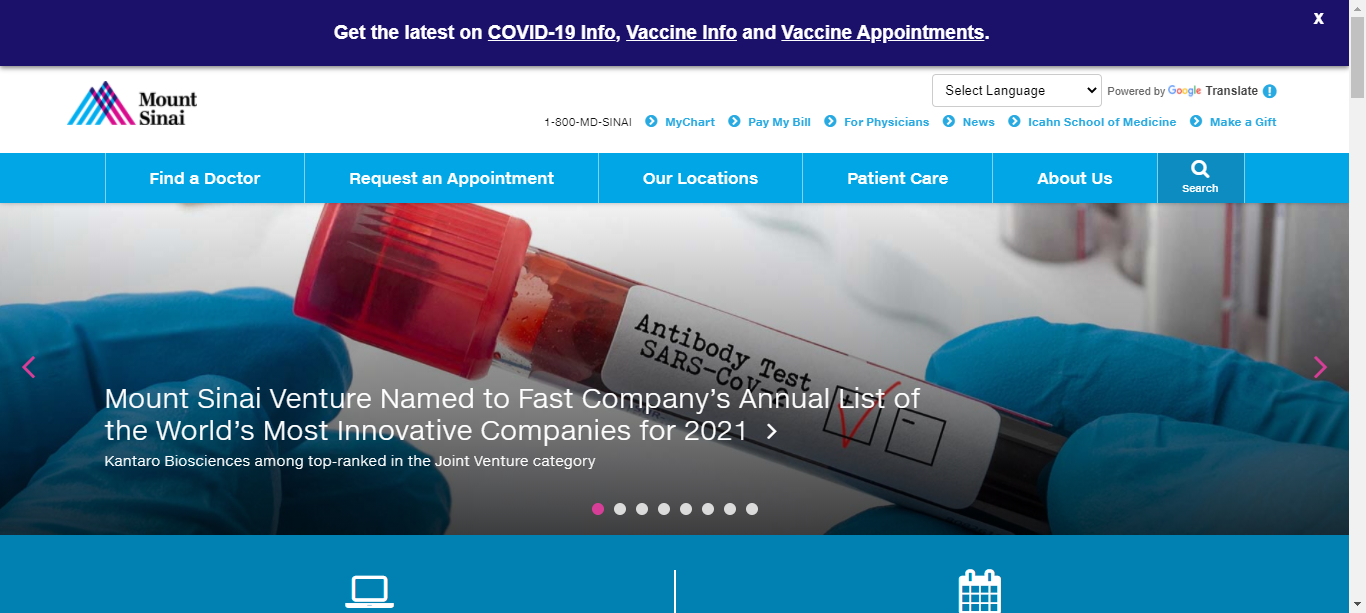 Get the latest on COVID-19 Info, Vaccine Info and Vaccine Appointments.
X
Mount
Sinai
Select Language
Powered by Google Translate
1-800-MD-SINAI MyChart Pay My Bill For Physicians News Icahn School of Medicine Make a Gift
Find a Doctor Request an Appointment Our Locations Patient Care About Us Search
Antibody Test
SARS-CoV-2
+ -
Mount Sinai Venture Named to Fast Company's Annual List of
the World's Most Innovative Companies for 2021
Kantaro Biosciences among top-ranked in the Joint Venture category